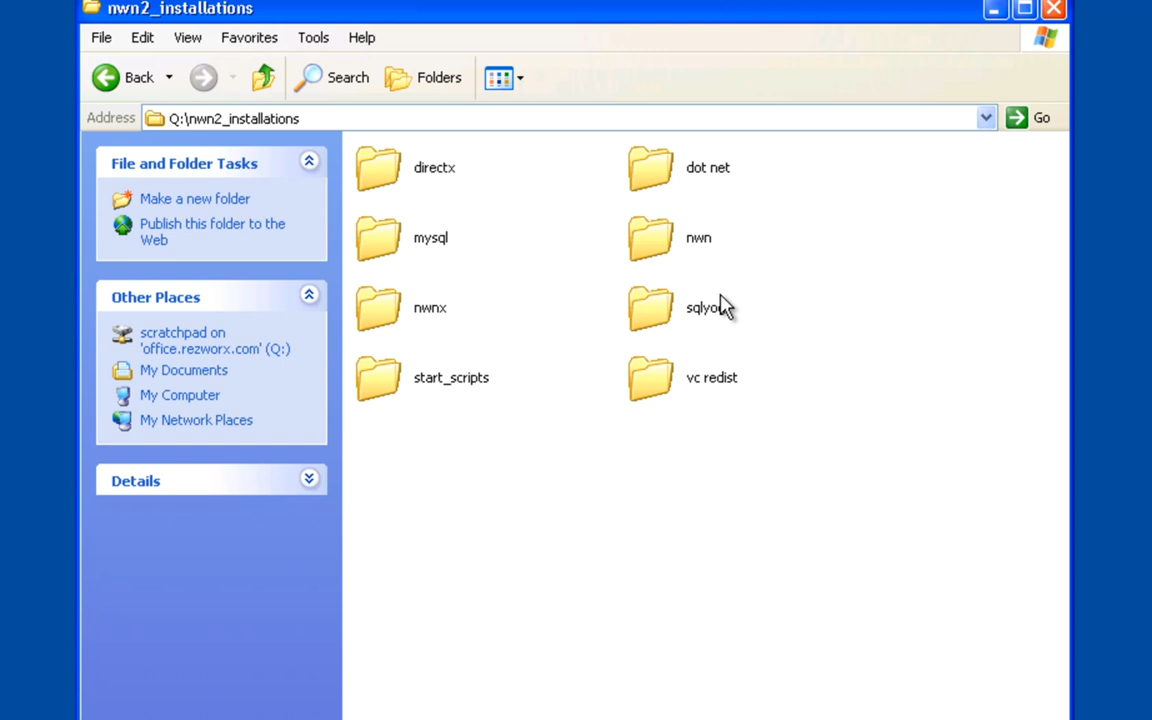 nwn2_installations
File Edit View Favorites Tools Help
Back Search Folders
Address Q:\nwn2_installations Go
File and Folder Tasks
Make a new folder
Publish this folder to the
Web
Other Places
scratchpad on
'office.rezworx.com' (Q:)
My Documents
My Computer
My Network Places
Details
directx dot net
mysql nwn
nwnx
start_scripts vc redist